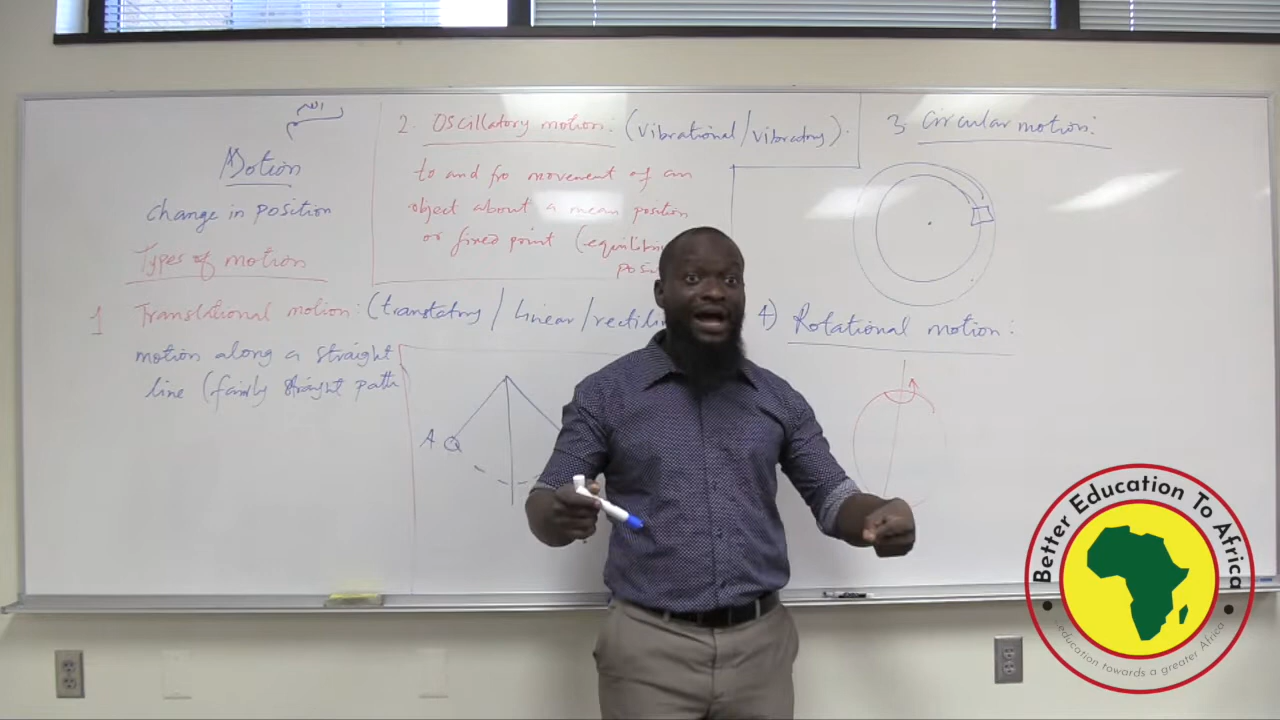 Motion
change in position
Types of motion
1 Translational motion: (translatory / linear / rectili
motion along a straight
line (fairly straight path
2. Oscillatory motion: (vibrational/vibratory).
to and fro movement of an
object about a mean position
or fixed point (equilibri
posi
A
3. Circular motion:
4) Rotational motion:
Better Education To Africa
education towards a greater Africa